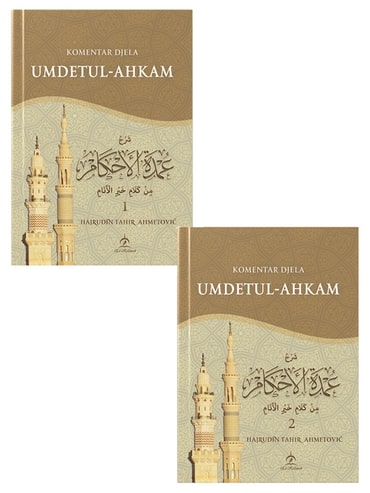 KOMENTAR DJELA
UMDETUL-AHKAM
شرح
عمدة الأحكام
من كلام خير الأنام
1
HAJRUDIN TAHIR AHMETOVIĆ
KOMENTAR DJELA
UMDETUL-AHKAM
شرح
عمدة الأحكام
من كلام خير الأنام
2
HAJRUDIN TAHIR AHMETOVIĆ